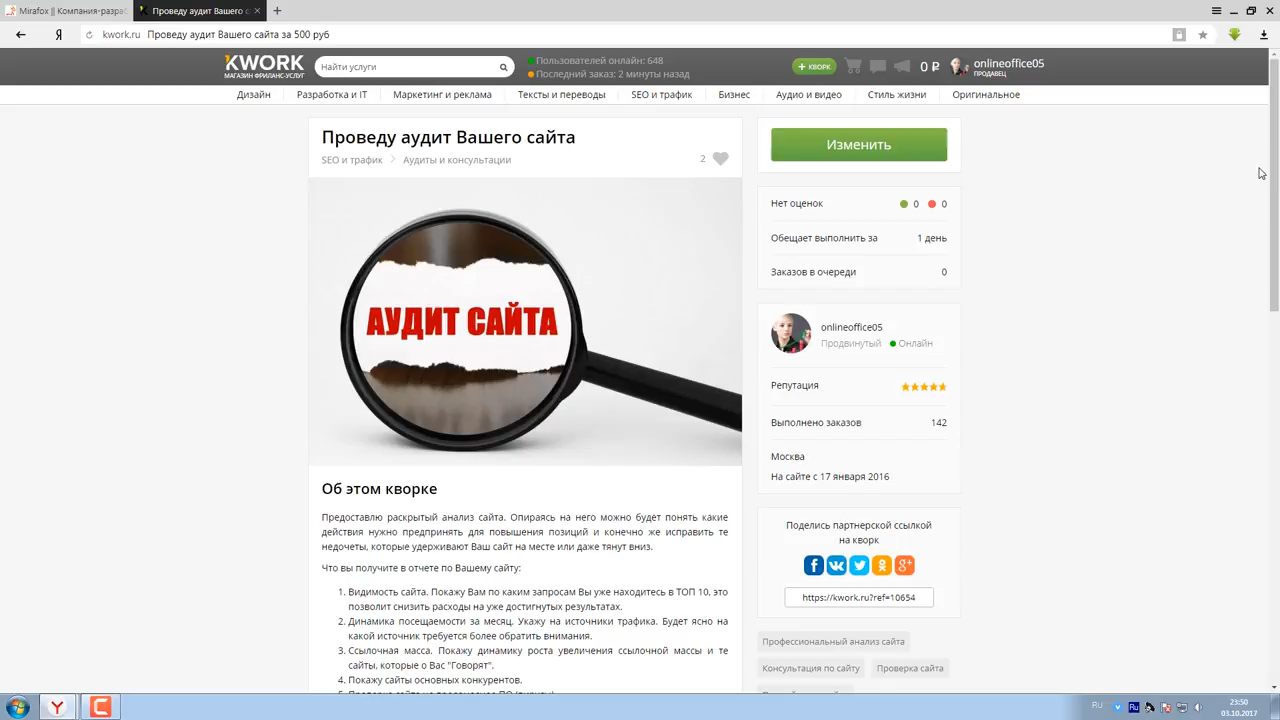 Mirafox || Компания-разраб
Проведу аудит Вашего с
kwork.ru Проведу аудит Вашего сайта за 500 руб
KWORK
МАГАЗИН ФРИЛАНС-УСЛУГ
Найти услуги
Пользователей онлайн: 648
Последний заказ: 2 минуты назад
+ КВОРК
0 ₽
onlineoffice05
ПРОДАВЕЦ
Дизайн Разработка и IT Маркетинг и реклама Тексты и переводы SEO и трафик Бизнес Аудио и видео Стиль жизни Оригинальное
Проведу аудит Вашего сайта
SEO и трафик Аудиты и консультации
2
АУДИТ САЙТА
Об этом кворке
Предоставлю раскрытый анализ сайта. Опираясь на него можно будет понять какие
действия нужно предпринять для повышения позиций и конечно же исправить те
недочеты, которые удерживают Ваш сайт на месте или даже тянут вниз.
Что вы получите в отчете по Вашему сайту:
1. Видимость сайта. Покажу Вам по каким запросам Вы уже находитесь в ТОП 10, это
позволит снизить расходы на уже достигнутых результатах.
2. Динамика посещаемости за месяц. Укажу на источники трафика. Будет ясно на
какой источник требуется более обратить внимания.
3. Ссылочная масса. Покажу динамику роста увеличения ссылочной массы и те
сайты, которые о Вас "Говорят".
4. Покажу сайты основных конкурентов.
Изменить
Нет оценок 0 0
Обещает выполнить за 1 день
Заказов в очереди 0
onlineoffice05
Продвинутый Онлайн
Репутация
Выполнено заказов 142
Москва
На сайте с 17 января 2016
Поделись партнерской ссылкой
на кворк
https://kwork.ru?ref=10654
Профессиональный анализ сайта
Консультация по сайту Проверка сайта
RU
Ru
23:50
03.10.2017